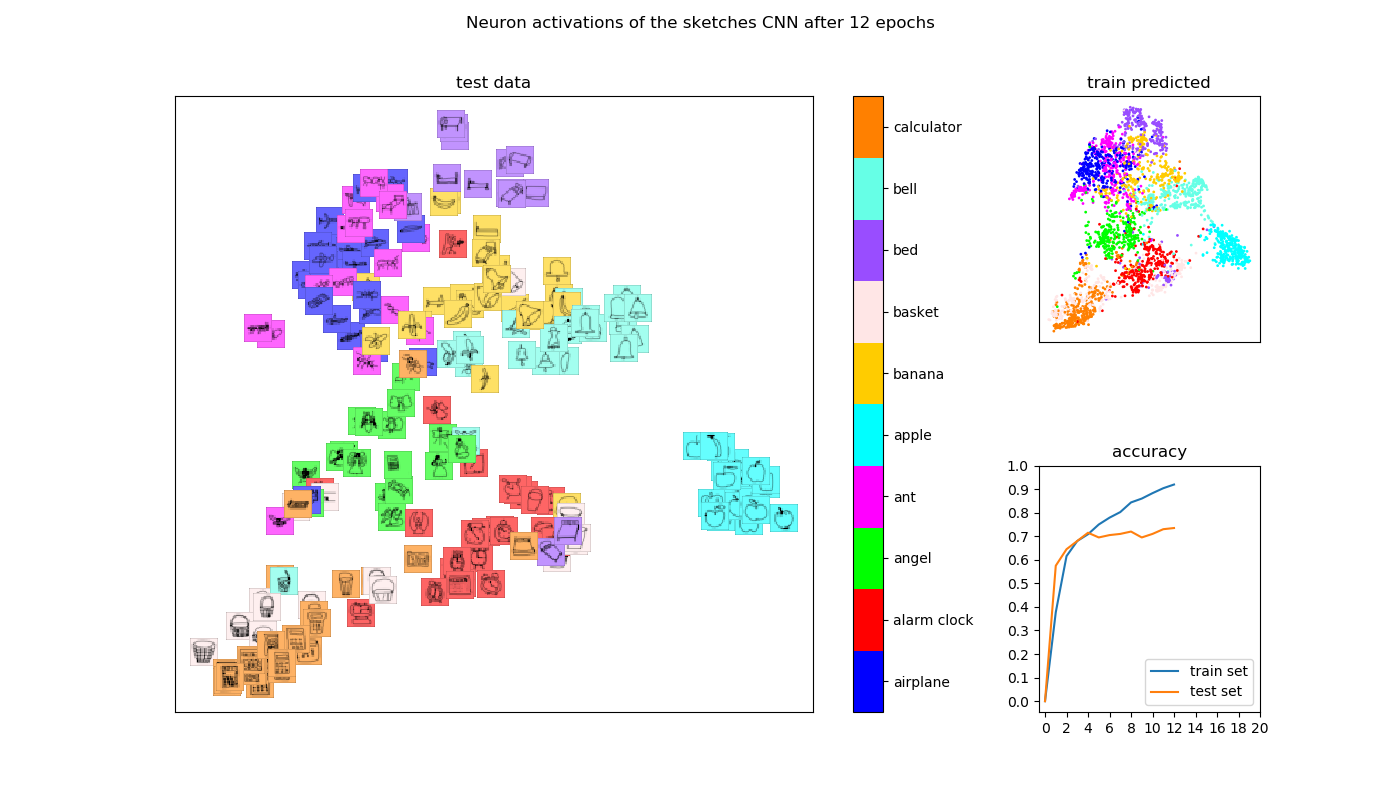 Neuron activations of the sketches CNN after 12 epochs
test data
calculator
bell
bed
basket
banana
apple
ant
angel
alarm clock
airplane
train predicted
accuracy
1.0
0.9
0.8
0.7
0.6
0.5
0.4
0.3
0.2
0.1
0.0
train set
test set
0 2 4 6 8 10 12 14 16 18 20